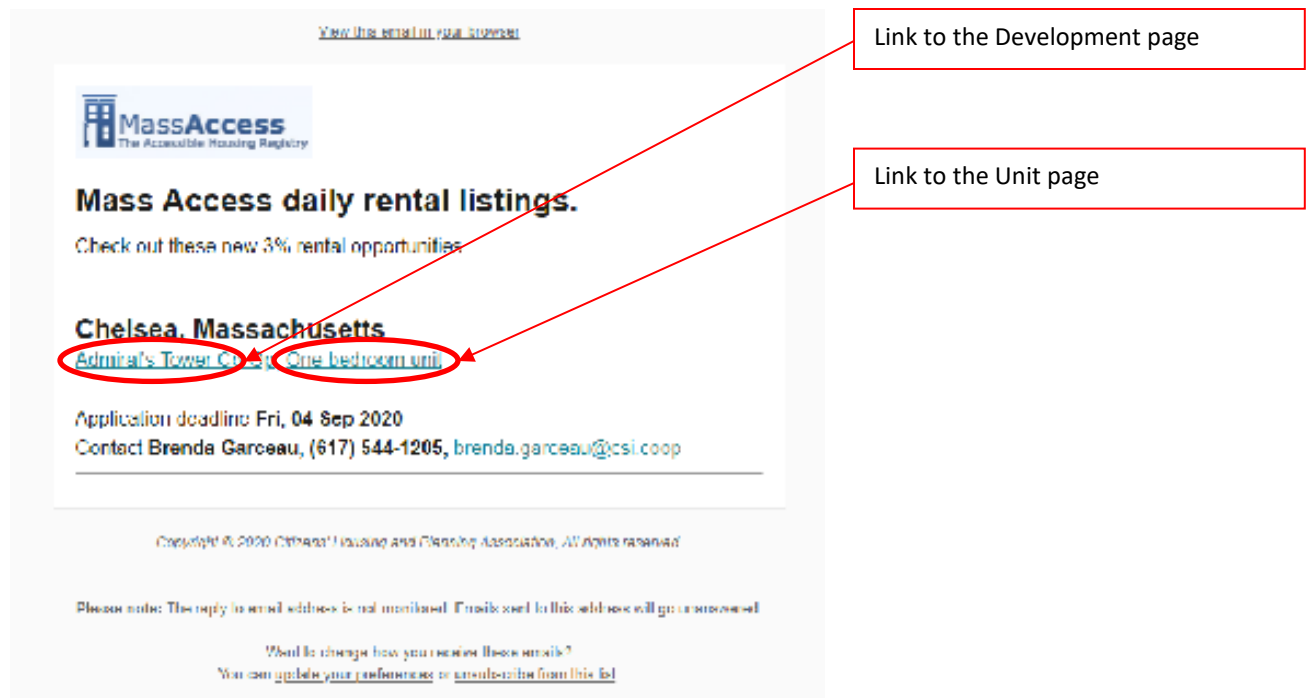 View this email in your browser
Link to the Development page
MassAccess
The Accessible Housing Registry
Link to the Unit page
Mass Access daily rental listings.
Check out these new 3% rental opportunities
Chelsea, Massachusetts
Admiral's Tower Co-Op, One bedroom unit
Application deadline Fri, 04 Sep 2020
Contact Brenda Garceau, (617) 544-1205, brenda.garceau@csi.coop
Copyright © 2020 Citizens' Housing and Planning Association, All rights reserved.
Please note: The reply to email address is not monitored. Emails sent to this address will go unanswered.
Want to change how you receive these emails?
You can update your preferences or unsubscribe from this list